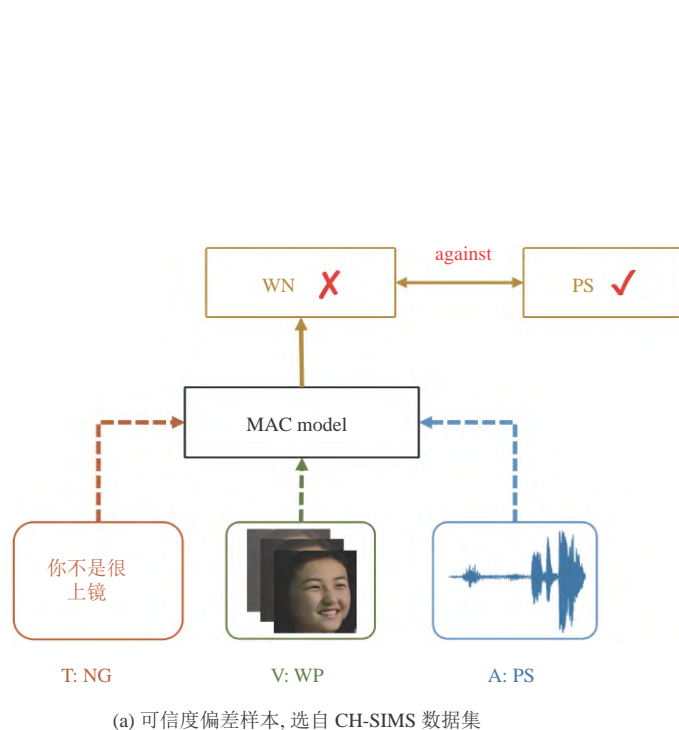 against
WN ✗
PS ✓
MAC model
你不是很
上镜
T: NG
V: WP
A: PS
(a) 可信度偏差样本, 选自 CH-SIMS 数据集